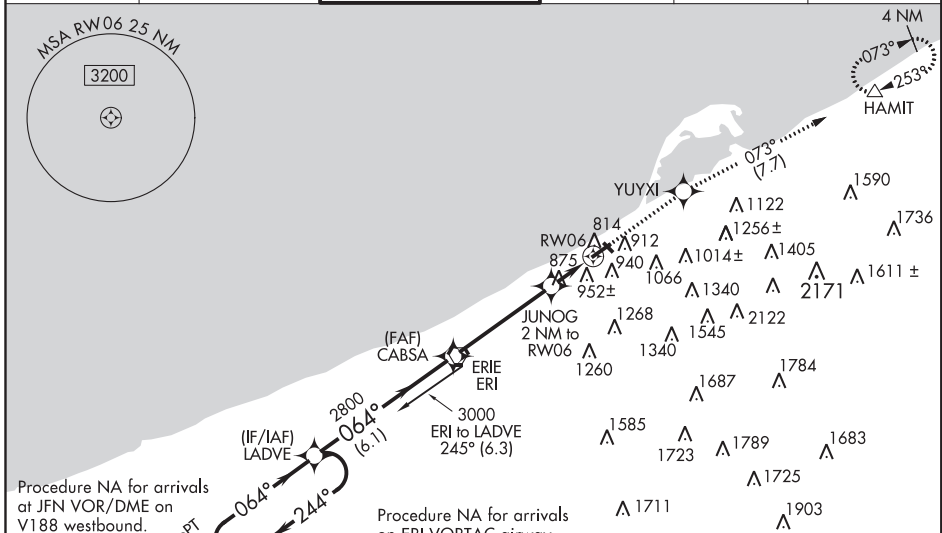 MSA RW06 25 NM
3200
4 NM
073°
253°
HAMIT
073°
(7.7)
YUYXI
1590
1122
1736
814
1256±
RW06
912
1405
1014±
875
940
1066
1611 ±
952±
1340
2171
JUNOG
2 NM to
RW06
1268
1545
2122
1340
(FAF)
CABSA
ERIE
ERI
1260
1784
1687
2800
064°
(6.1)
3000
ERI to LADVE
245° (6.3)
1585
(IF/IAF)
LADVE
1723
1789
1683
1725
064°
244°
Procedure NA for arrivals
at JFN VOR/DME on
V188 westbound.
1711
1903
Procedure NA for arrivals
on ERI VORTAC airway